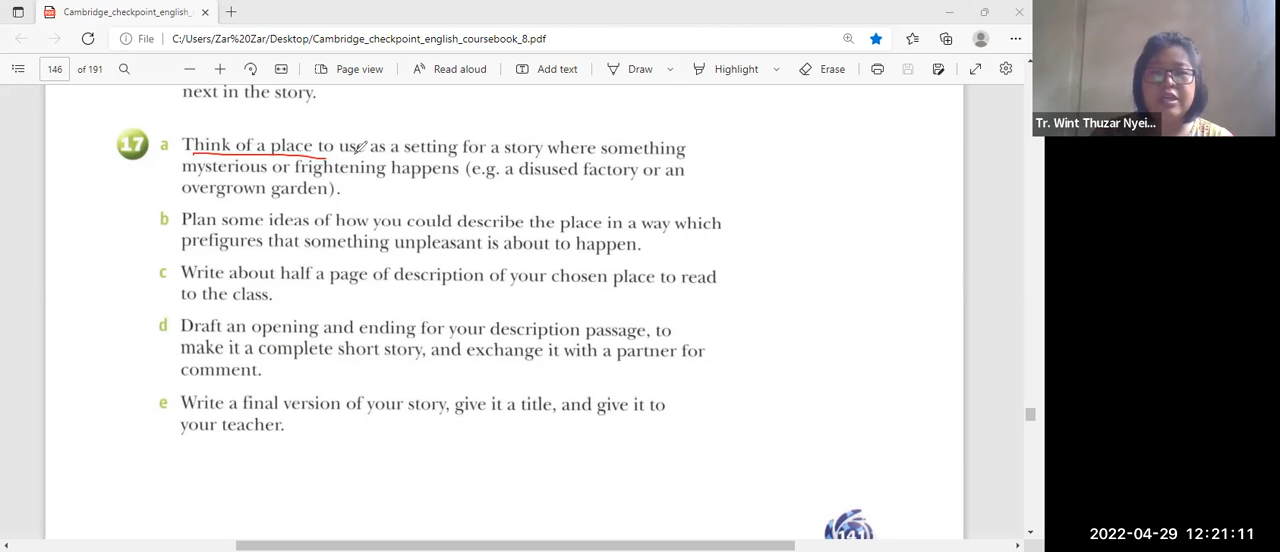 Cambridge_checkpoint_english_
File
C:/Users/Zar%20Zar/Desktop/Cambridge_checkpoint_english_coursebook_8.pdf
146 of 191
Page view
Read aloud
Add text
Draw
Highlight
Erase
next in the story.
17 a Think of a place to use as a setting for a story where something
mysterious or frightening happens (e.g. a disused factory or an
overgrown garden).
b Plan some ideas of how you could describe the place in a way which
prefigures that something unpleasant is about to happen.
c Write about half a page of description of your chosen place to read
to the class.
d Draft an opening and ending for your description passage, to
make it a complete short story, and exchange it with a partner for
comment.
e Write a final version of your story, give it a title, and give it to
your teacher.
141
Tr. Wint Thuzar Nyei...
2022-04-29 12:21:11